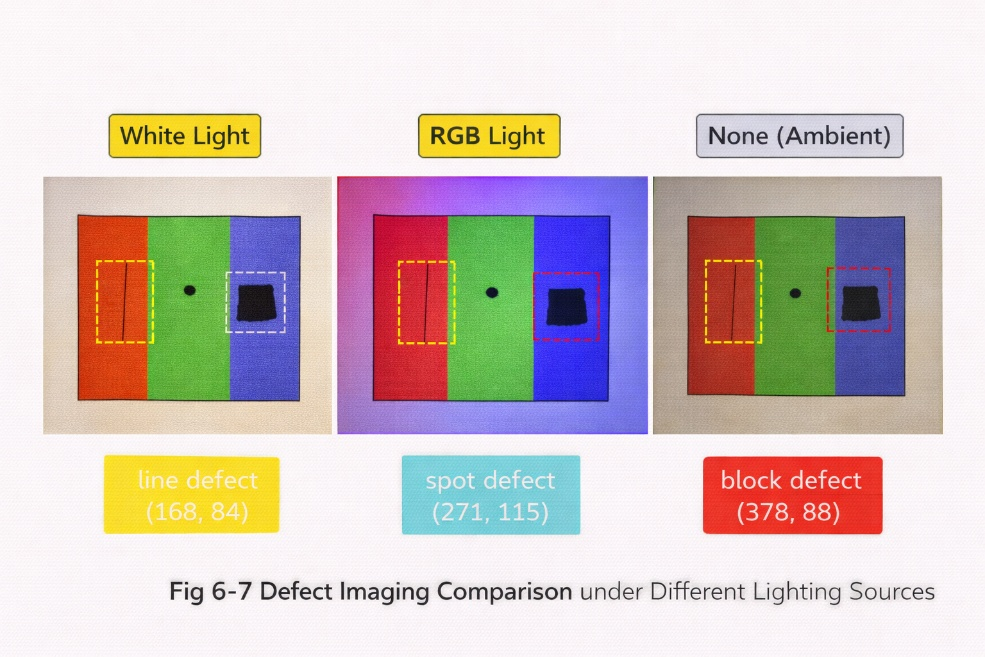 White Light
RGB Light
None (Ambient)
line defect
(168, 84)
spot defect
(271, 115)
block defect
(378, 88)
Fig 6-7 Defect Imaging Comparison under Different Lighting Sources